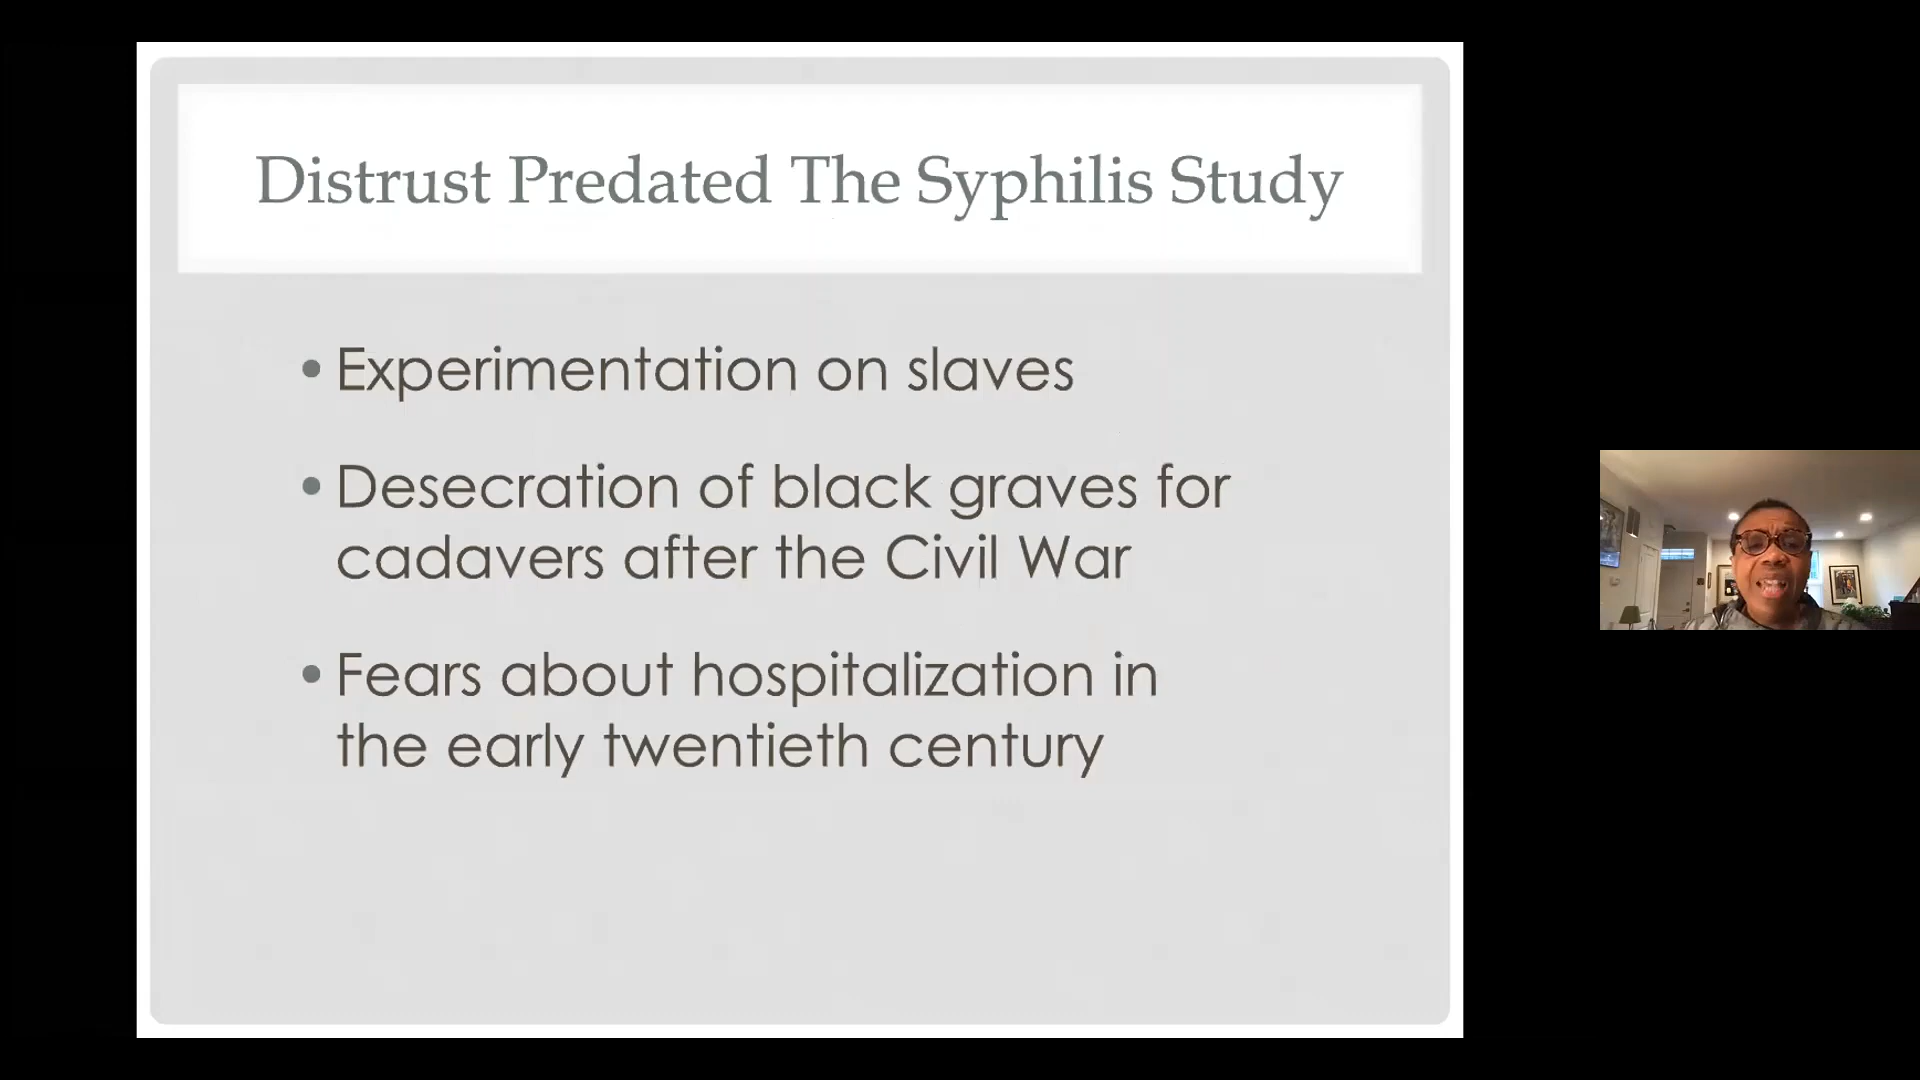 Distrust Predated The Syphilis Study
• Experimentation on slaves
• Desecration of black graves for
cadavers after the Civil War
• Fears about hospitalization in
the early twentieth century